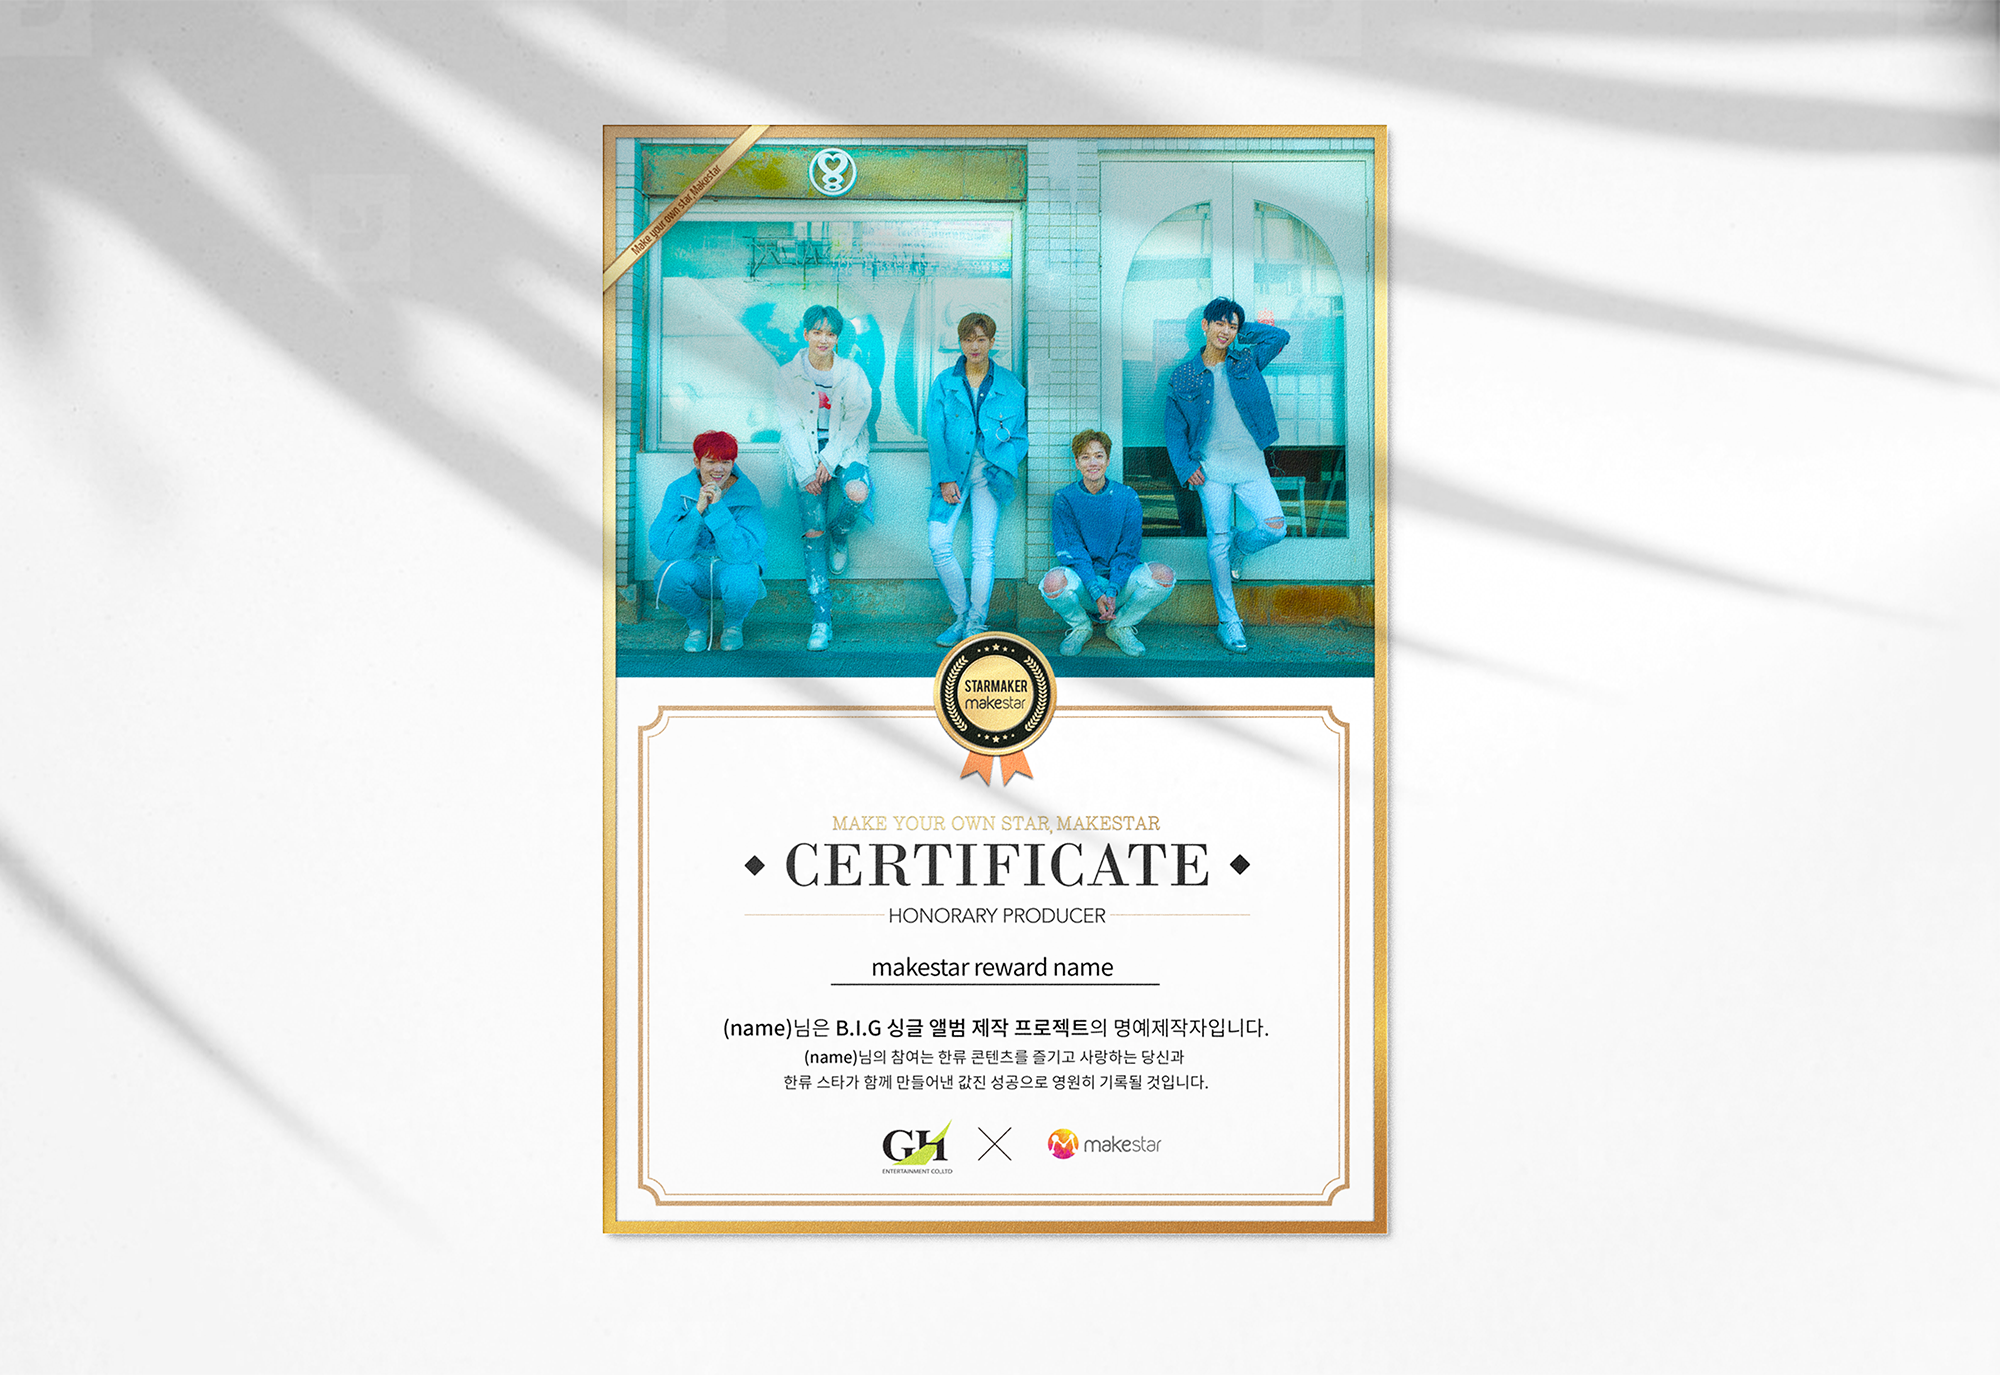 Make your own star, Makestar
STARMAKER
makestar
MAKE YOUR OWN STAR, MAKESTAR
CERTIFICATE
HONORARY PRODUCER
makestar reward name
(name)님은 B.I.G 싱글 앨범 제작 프로젝트의 명예제작자입니다.
(name)님의 참여는 한류 콘텐츠를 즐기고 사랑하는 당신과
한류 스타가 함께 만들어낸 값진 성공으로 영원히 기록될 것입니다.
GH
ENTERTAINMENT CO.,LTD
makestar